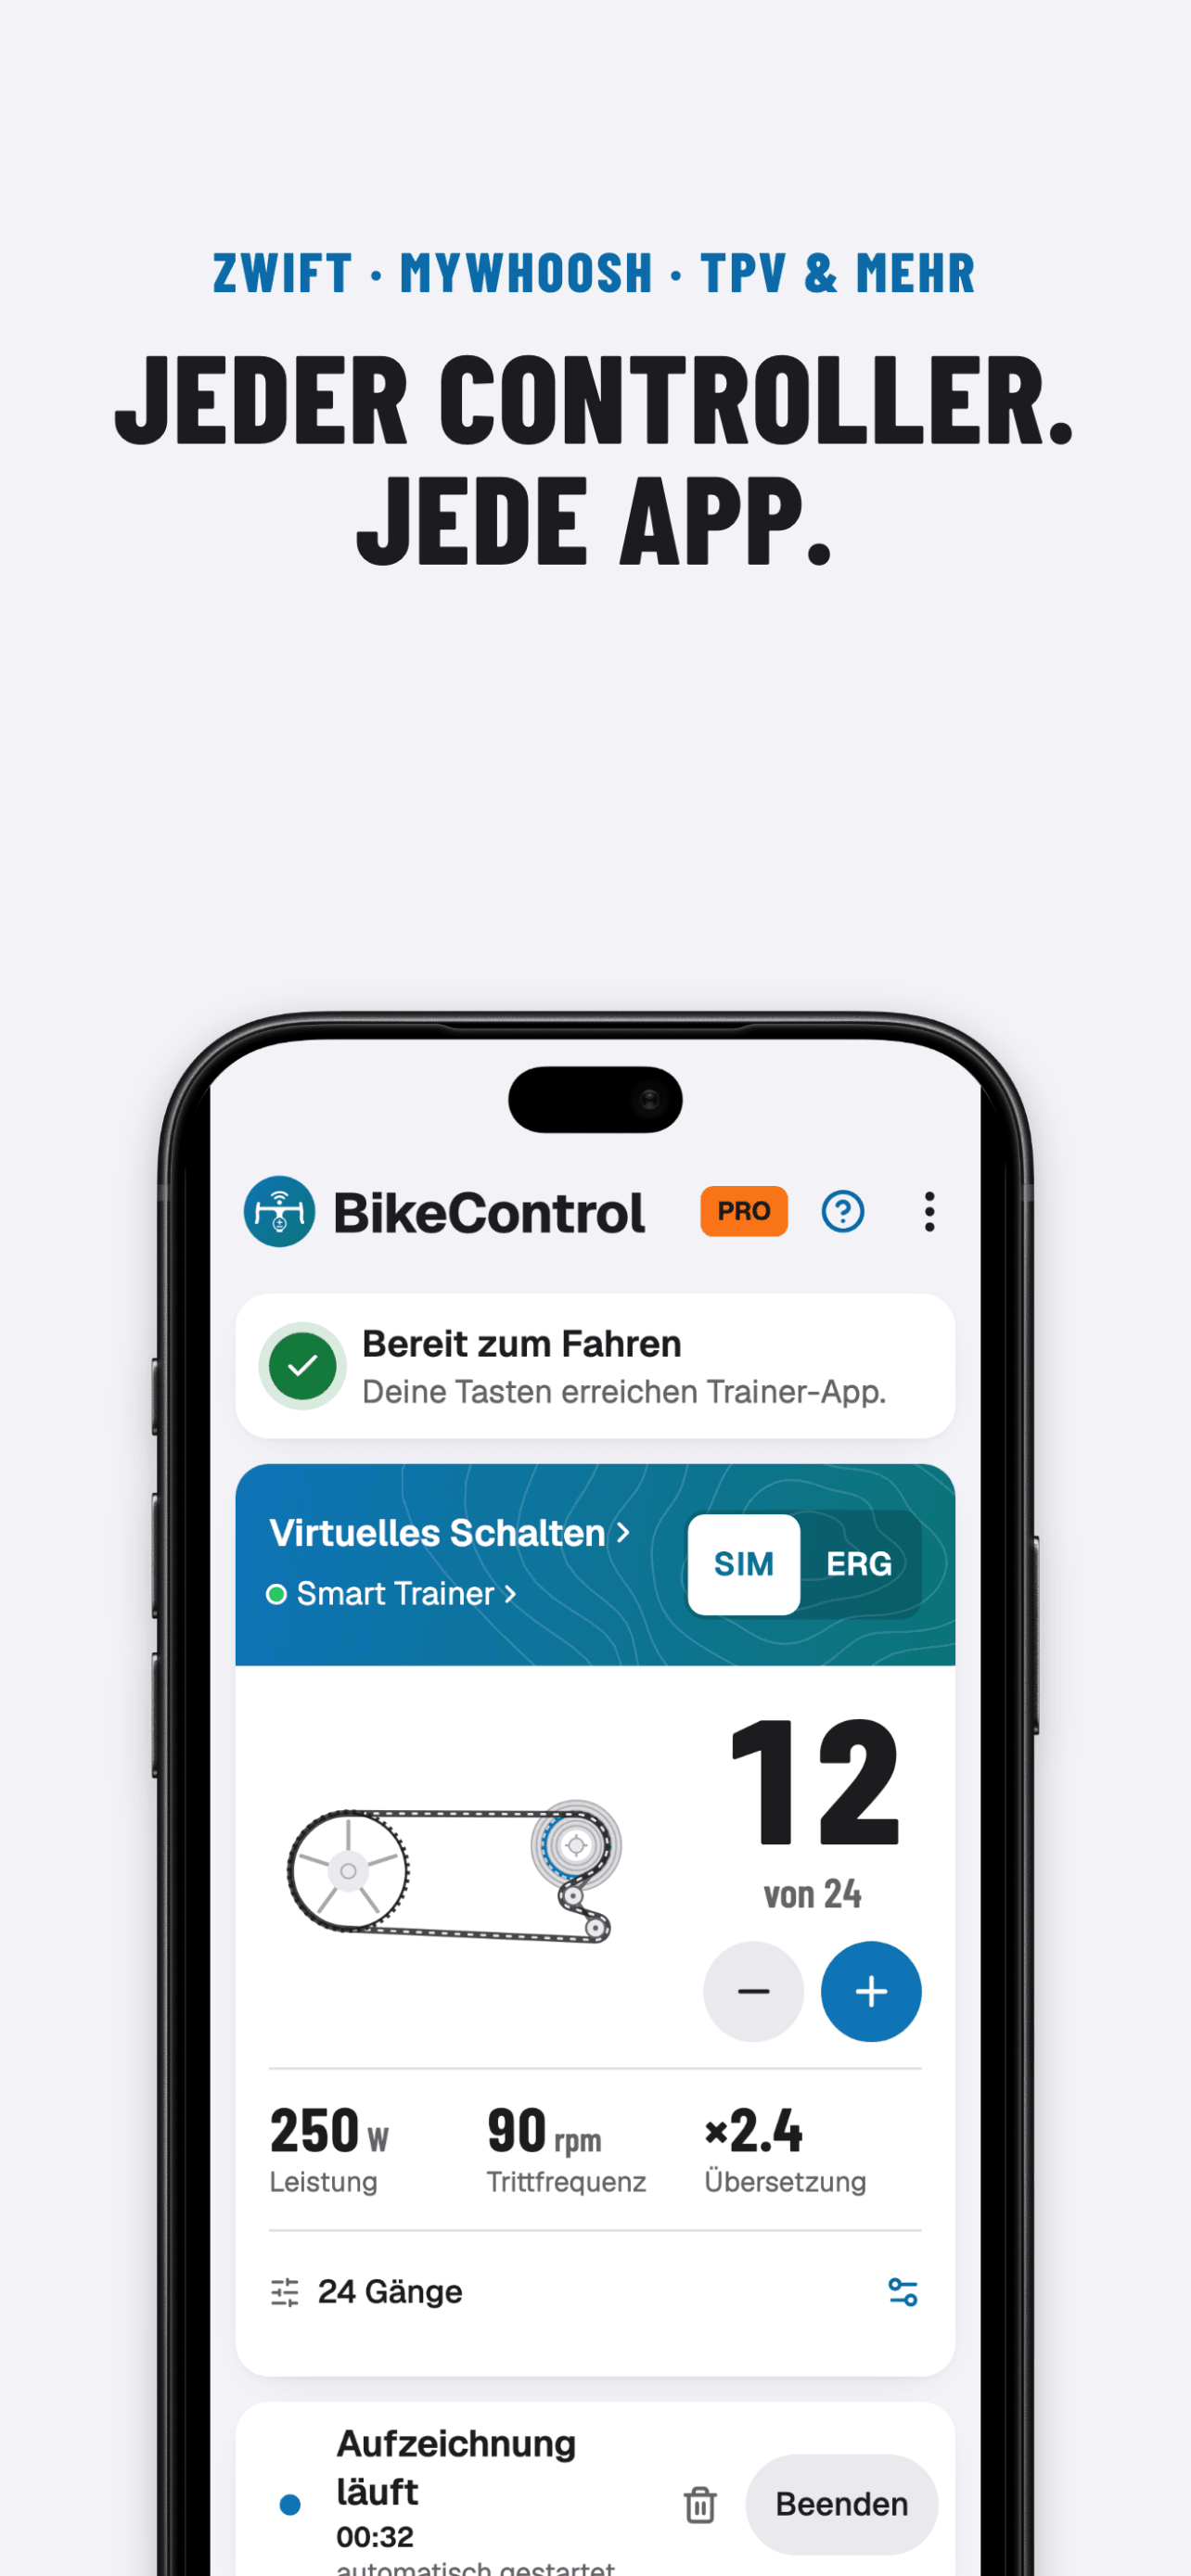 ZWIFT · MYWHOOSH · TPV & MEHR
JEDER CONTROLLER.
JEDE APP.
BikeControl PRO
Bereit zum Fahren
Deine Tasten erreichen Trainer-App.
Virtuelles Schalten
Smart Trainer
SIM ERG
12
von 24
250 W 90 rpm ×2.4
Leistung Trittfrequenz Übersetzung
24 Gänge
Aufzeichnung
läuft
00:32
automatisch gestartet
Beenden